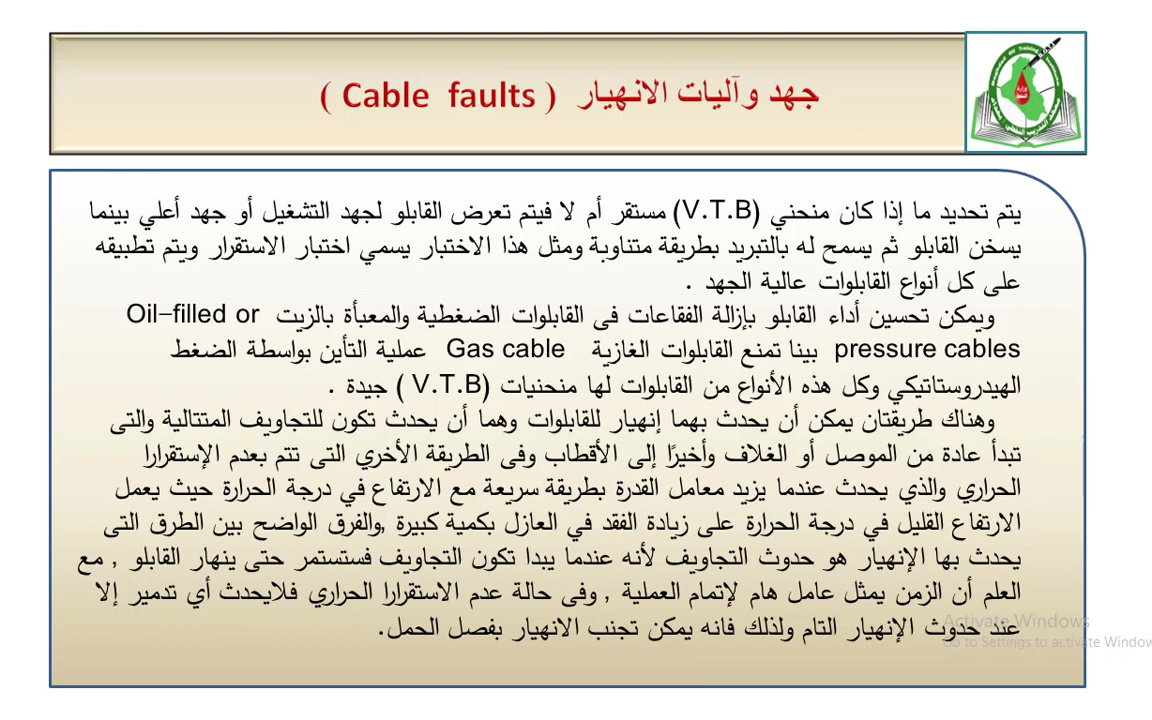 جهد وآليات الانهيار ( Cable faults )
يتم تحديد ما إذا كان منحني (V.T.B) مستقر أم لا فيتم تعرض القابلو لجهد التشغيل أو جهد أعلي بينما
يسخن القابلو ثم يسمح له بالتبريد بطريقة متناوبة ومثل هذا الاختبار يسمي اختبار الاستقرار ويتم تطبيقه
على كل أنواع القابلوات عالية الجهد .
ويمكن تحسين أداء القابلو بإزالة الفقاعات فى القابلوات الضغطية والمعبأة بالزيت Oil-filled or
pressure cables بينا تمنع القابلوات الغازية Gas cable عملية التأين بواسطة الضغط
الهيدروستاتيكي وكل هذه الأنواع من القابلوات لها منحنيات (V.T.B ) جيدة .
وهناك طريقتان يمكن أن يحدث بهما إنهيار للقابلوات وهما أن يحدث تكون للتجاويف المتتالية والتى
تبدأ عادة من الموصل أو الغلاف وأخيرًا إلى الأقطاب وفى الطريقة الأخري التى تتم بعدم الإستقرارا
الحراري والذي يحدث عندما يزيد معامل القدرة بطريقة سريعة مع الارتفاع في درجة الحرارة حيث يعمل
الارتفاع القليل في درجة الحرارة على زيادة الفقد في العازل بكمية كبيرة ,والفرق الواضح بين الطرق التى
يحدث بها الإنهيار هو حدوث التجاويف لأنه عندما يبدا تكون التجاويف فستستمر حتى ينهار القابلو , مع
العلم أن الزمن يمثل عامل هام لإتمام العملية , وفى حالة عدم الاستقرارا الحراري فلايحدث أي تدمير إلا
عند حدوث الإنهيار التام ولذلك فانه يمكن تجنب الانهيار بفصل الحمل.
Activate Windows
Go to Settings to activate Window